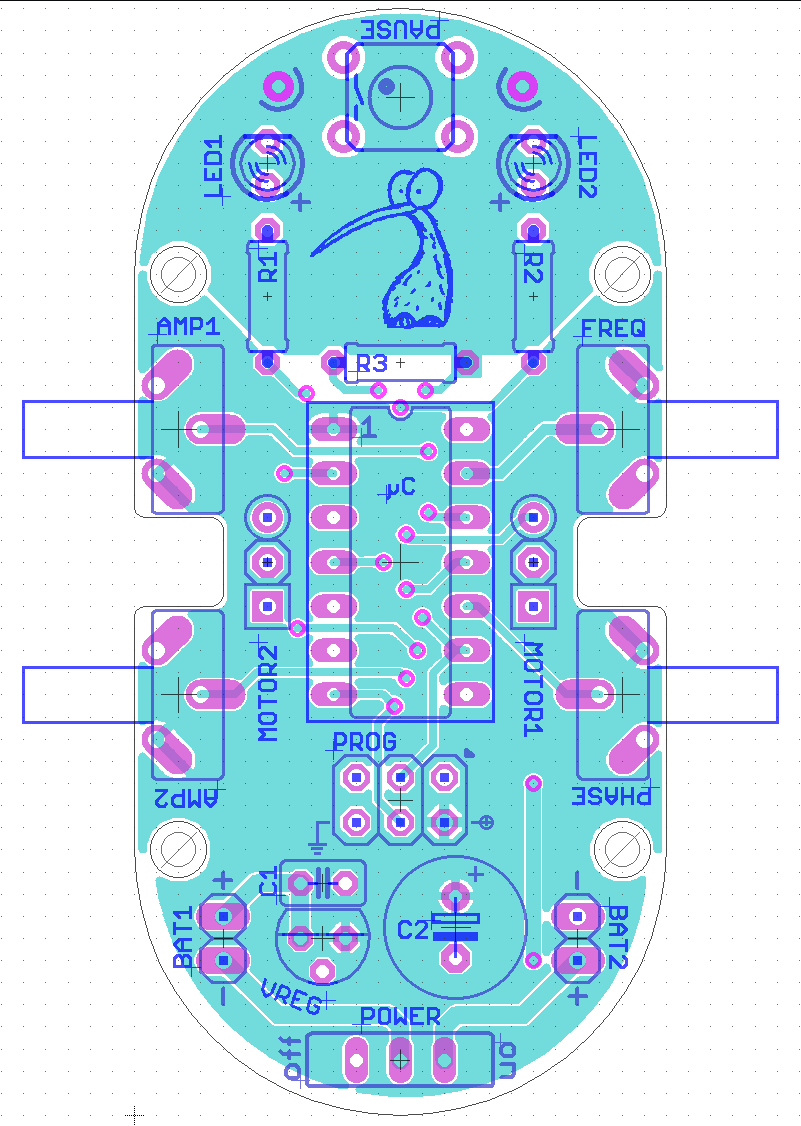 PAUSE
LED1
LED2
R1
R2
AMP1
FREQ
R3
1
µC
MOTOR2
MOTOR1
PROG
AMP2
PHASE
C1
+
+
+
+
-
BAT1
C2
BAT2
-
+
VREG
POWER
Off
On